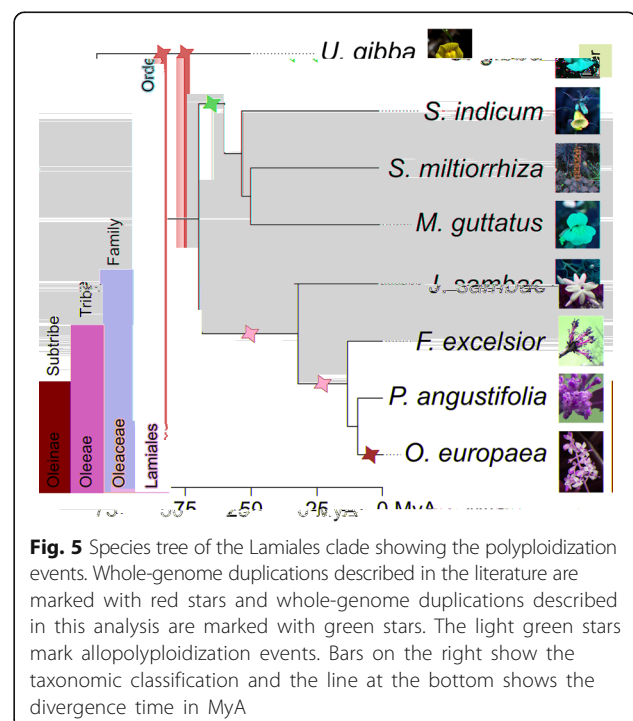 U. gibba
Orde
S. indicum
S. miltiorrhiza
M. guttatus
J. sambac
F. excelsior
P. angustifolia
O. europaea
Subtribe
Tribe
Family
Oleinae
Oleeae
Oleaceae
Lamiales
75 50 25 0 MyA
Fig. 5 Species tree of the Lamiales clade showing the polyploidization
events. Whole-genome duplications described in the literature are
marked with red stars and whole-genome duplications described
in this analysis are marked with green stars. The light green stars
mark allopolyploidization events. Bars on the right show the
taxonomic classification and the line at the bottom shows the
divergence time in MyA